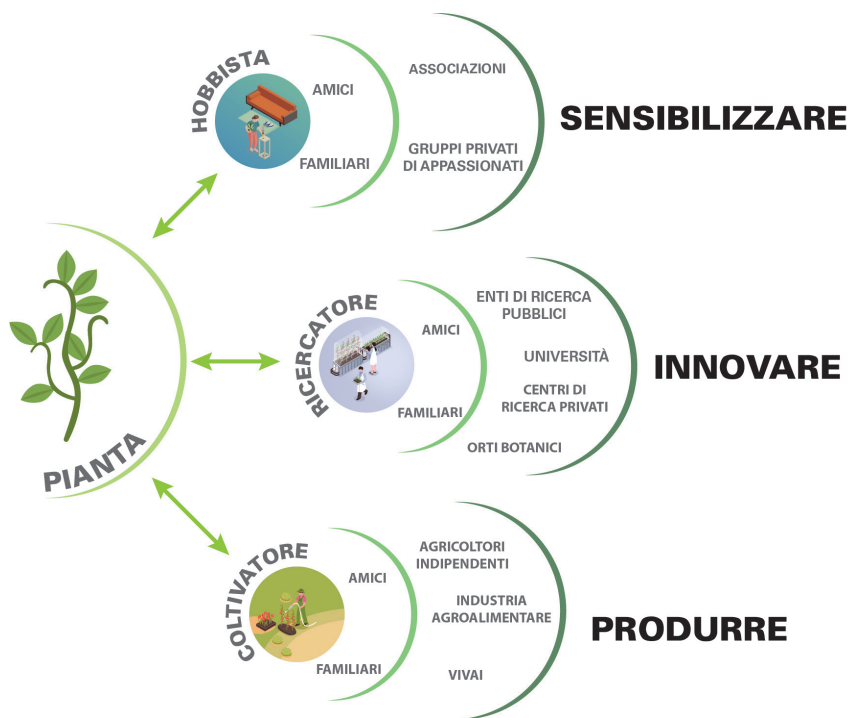 PIANTA
HOBBISTA
AMICI
FAMILIARI
ASSOCIAZIONI
GRUPPI PRIVATI
DI APPASSIONATI
SENSIBILIZZARE
RICERCATORE
AMICI
FAMILIARI
ENTI DI RICERCA
PUBBLICI
UNIVERSITÀ
CENTRI DI
RICERCA PRIVATI
ORTI BOTANICI
INNOVARE
COLTIVATORE
AMICI
FAMILIARI
AGRICOLTORI
INDIPENDENTI
INDUSTRIA
AGROALIMENTARE
VIVAI
PRODURRE